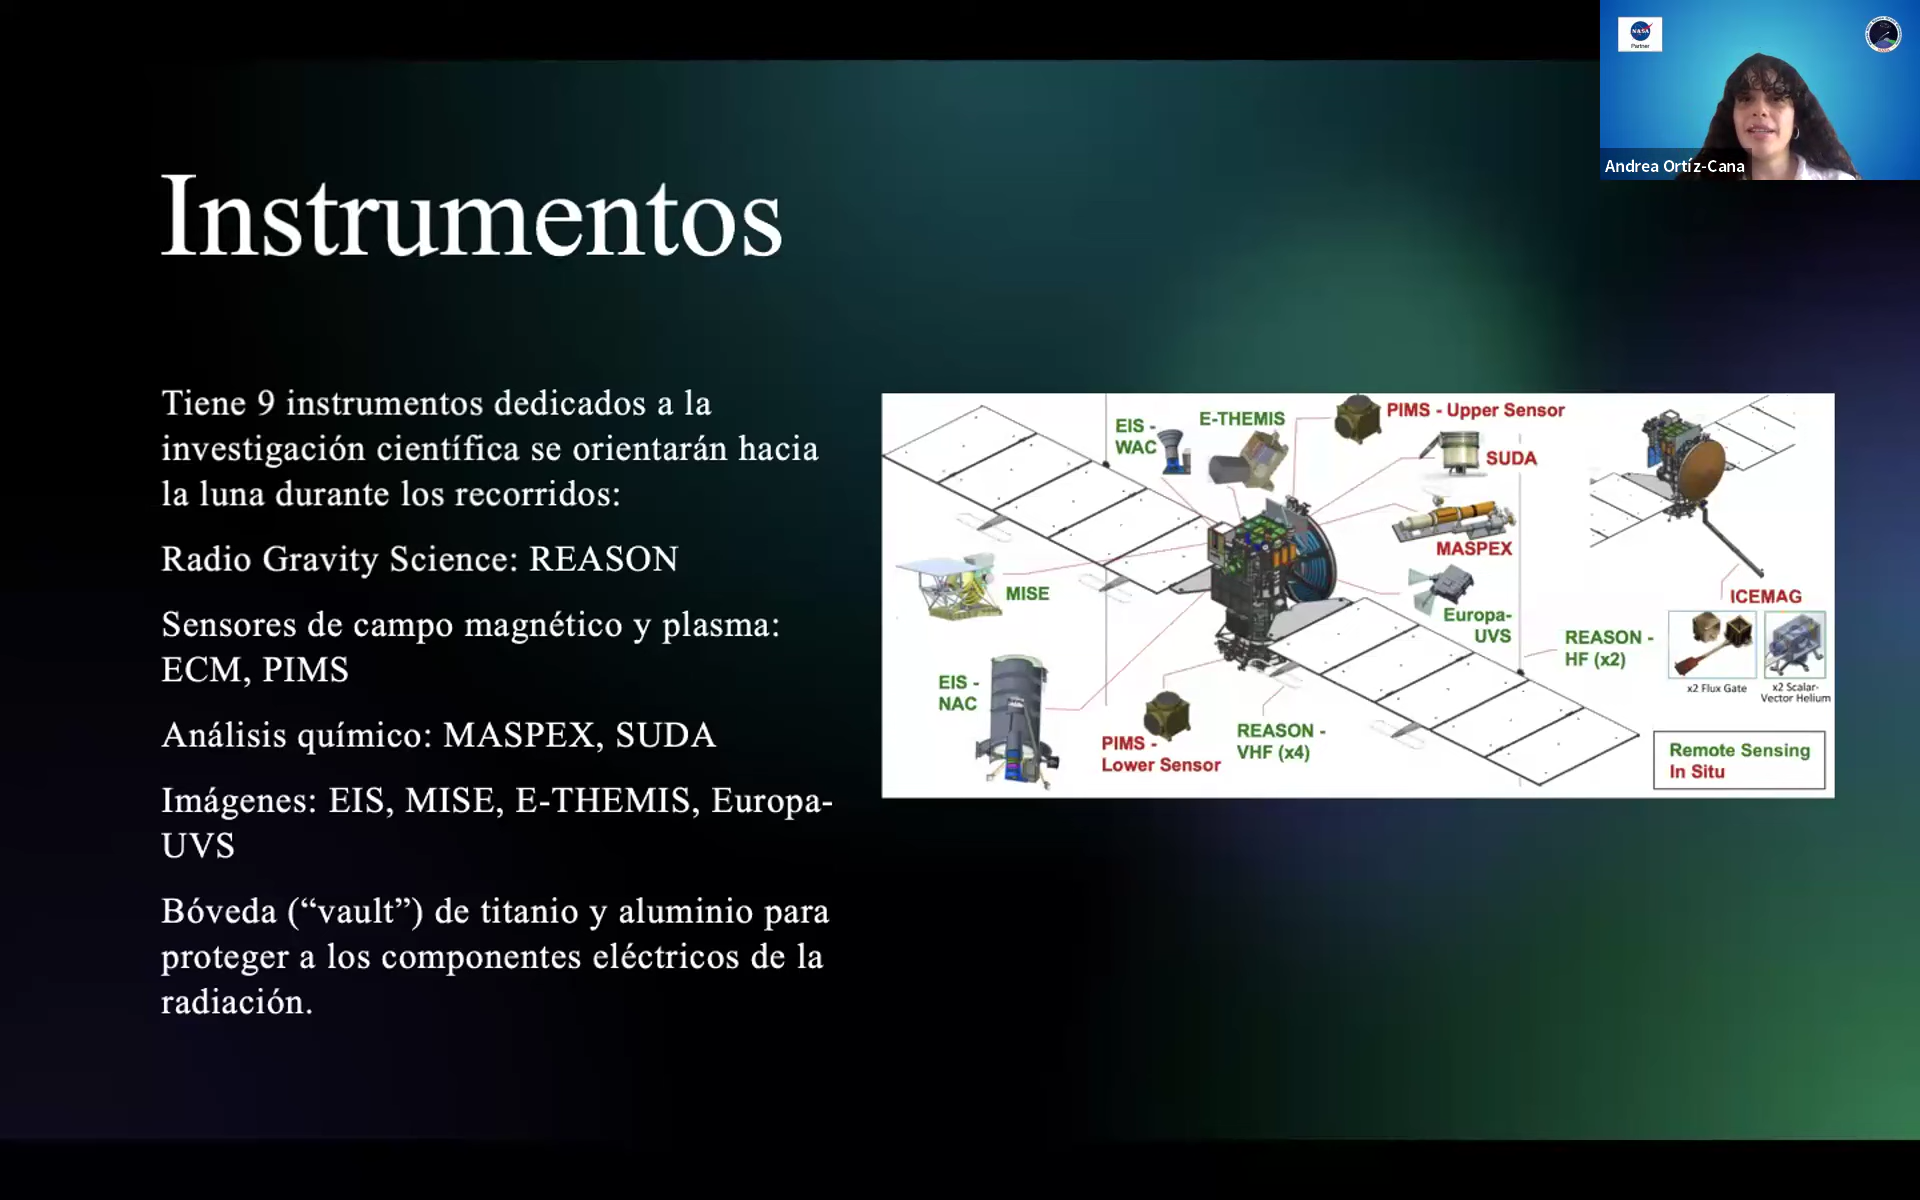 NASA
Partner
Andrea Ortíz-Cana
Instrumentos
Tiene 9 instrumentos dedicados a la
investigación científica se orientarán hacia
la luna durante los recorridos:
Radio Gravity Science: REASON
Sensores de campo magnético y plasma:
ECM, PIMS
Análisis químico: MASPEX, SUDA
Imágenes: EIS, MISE, E-THEMIS, Europa-
UVS
Bóveda (“vault”) de titanio y aluminio para
proteger a los componentes eléctricos de la
radiación.
EIS -
WAC
E-THEMIS
PIMS - Upper Sensor
SUDA
MASPEX
MISE
Europa-
UVS
ICEMAG
REASON -
HF (x2)
x2 Flux Gate
x2 Scalar-
Vector Helium
EIS -
NAC
PIMS -
Lower Sensor
REASON -
VHF (x4)
Remote Sensing
In Situ